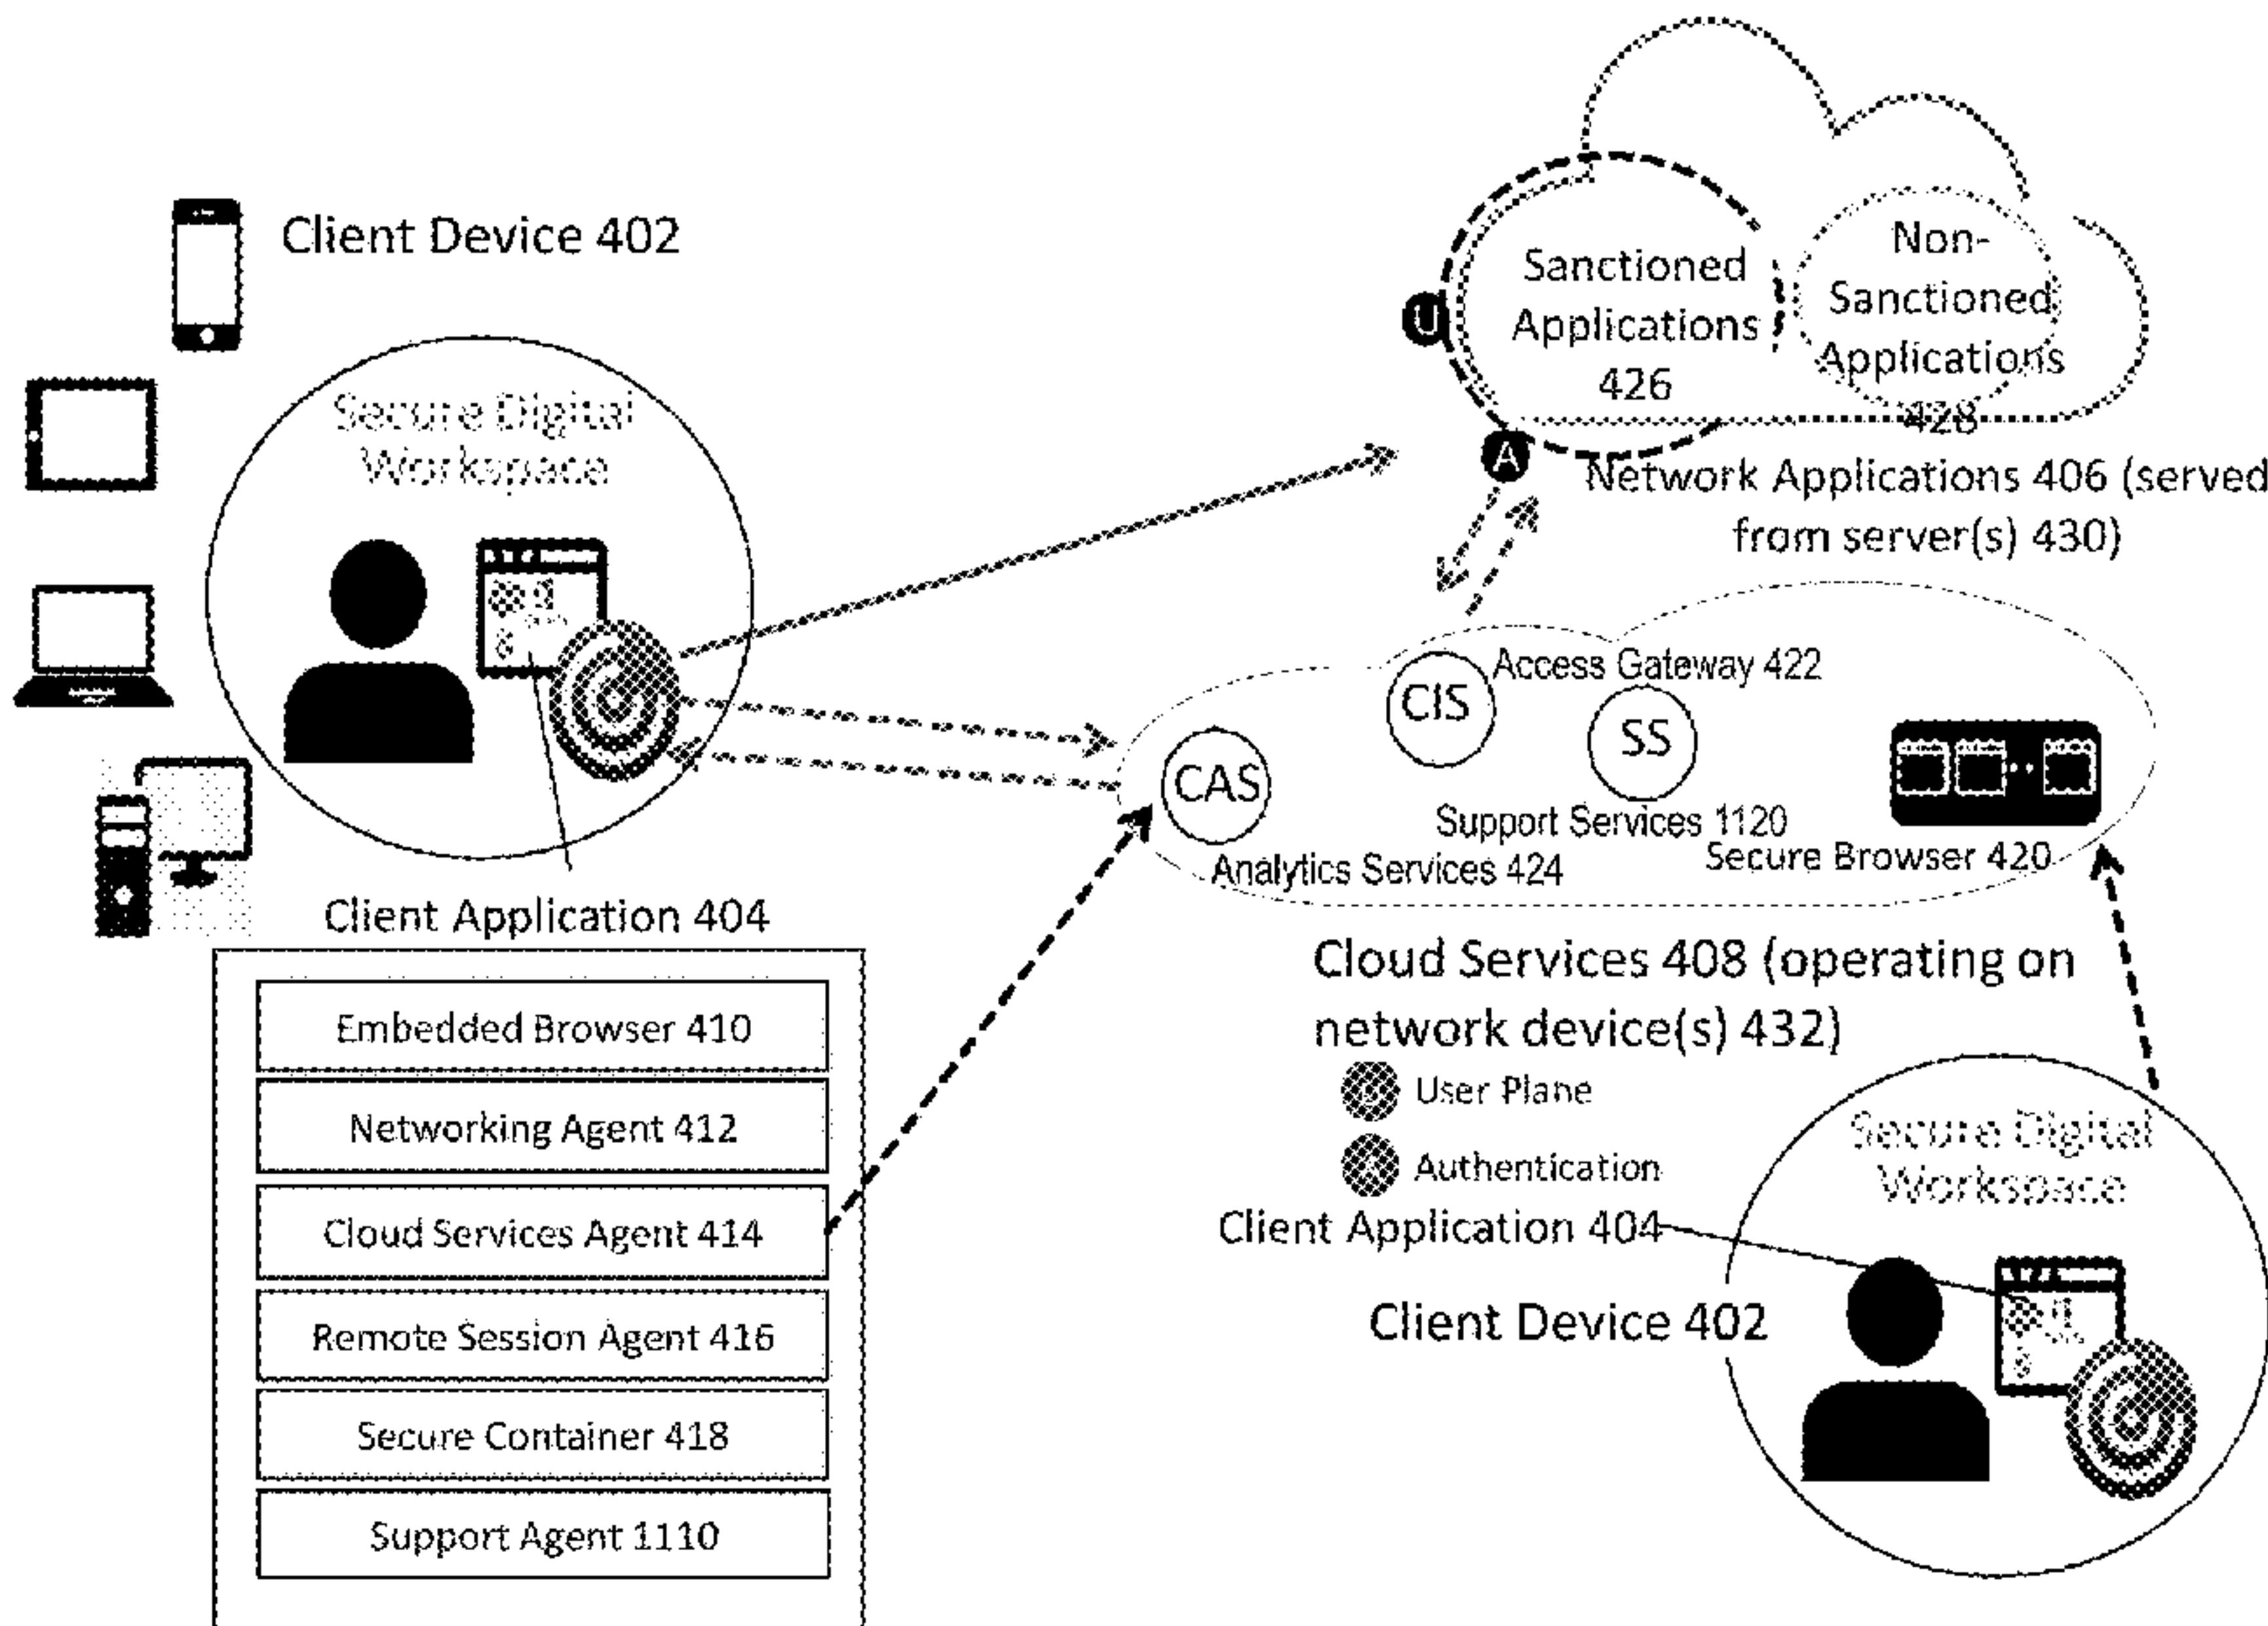 Client Device 402
Secure Digital
Workspace
Client Application 404
Embedded Browser 410
Networking Agent 412
Cloud Services Agent 414
Remote Session Agent 416
Secure Container 418
Support Agent 1110
Sanctioned
Applications
426
Non-
Sanctioned
Applications
428
U
A
Network Applications 406 (served
from server(s) 430)
Access Gateway 422
CIS
SS
CAS
Support Services 1120
Secure Browser 420
Analytics Services 424
Cloud Services 408 (operating on
network device(s) 432)
User Plane
Authentication
Client Application 404
Client Device 402
Secure Digital
Workspace